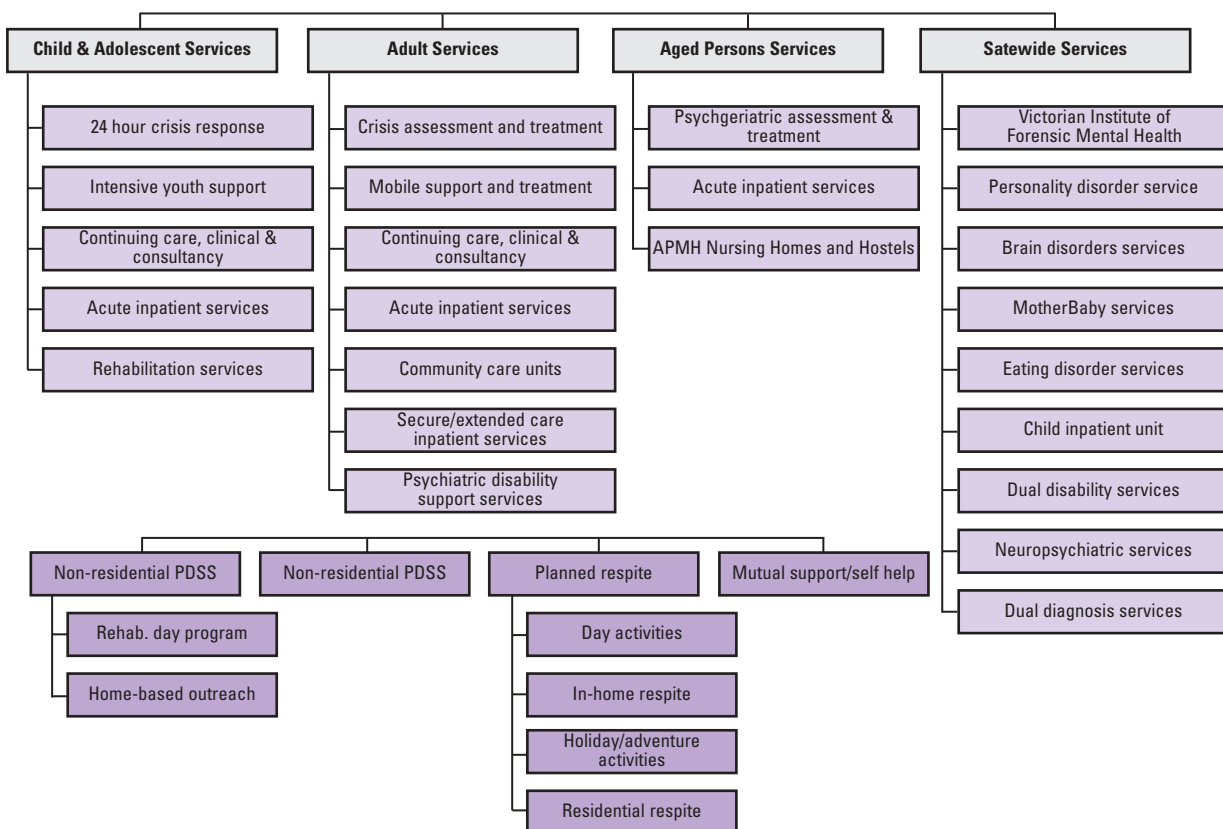 Child & Adolescent Services
24 hour crisis response
Intensive youth support
Continuing care, clinical &
consultancy
Acute inpatient services
Rehabilitation services
Adult Services
Crisis assessment and treatment
Mobile support and treatment
Continuing care, clinical &
consultancy
Acute inpatient services
Community care units
Secure/extended care
inpatient services
Psychiatric disability
support services
Aged Persons Services
Psychgeriatric assessment &
treatment
Acute inpatient services
APMH Nursing Homes and Hostels
Satewide Services
Victorian Institute of
Forensic Mental Health
Personality disorder service
Brain disorders services
MotherBaby services
Eating disorder services
Child inpatient unit
Dual disability services
Neuropsychiatric services
Dual diagnosis services
Non-residential PDSS
Rehab. day program
Home-based outreach
Non-residential PDSS
Planned respite
Day activities
In-home respite
Holiday/adventure
activities
Residential respite
Mutual support/self help